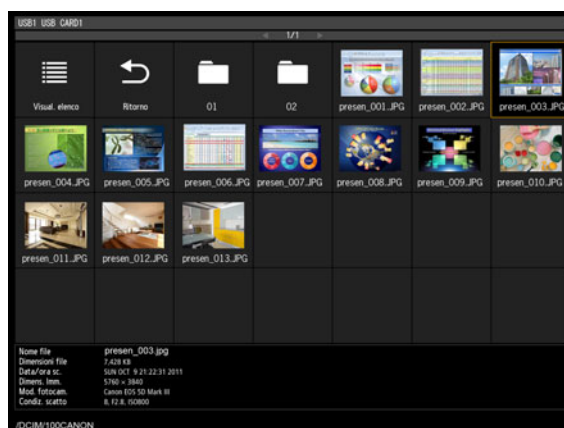 USB1 USB CARD1
1/1
Visual. elenco
Ritorno
01
02
presen_001.JPG
presen_002.JPG
presen_003.JPG
presen_004.JPG
presen_005.JPG
presen_006.JPG
presen_007.JPG
presen_008.JPG
presen_009.JPG
presen_010.JPG
presen_011.JPG
presen_012.JPG
presen_013.JPG
Nome file presen_003.jpg
Dimensioni file 7,428 KB
Data/ora sc. SUN OCT 9 21:22:31 2011
Dimens. Imm. 5760 × 3840
Mod. fotocam. Canon EOS 5D Mark III
Condiz. scatto 8, F2.8, ISO800
/DCIM/100CANON